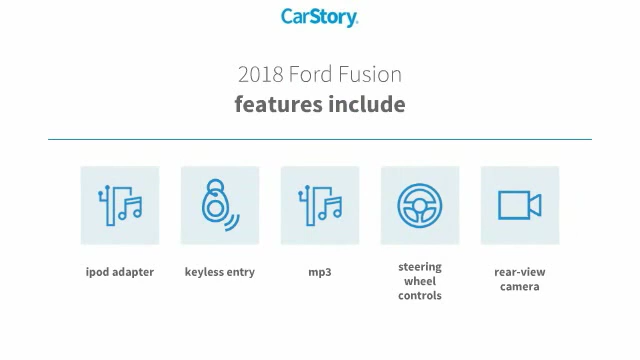 CarStory
2018 Ford Fusion
features include
ipod adapter
keyless entry
mp3
steering
wheel
controls
rear-view
camera